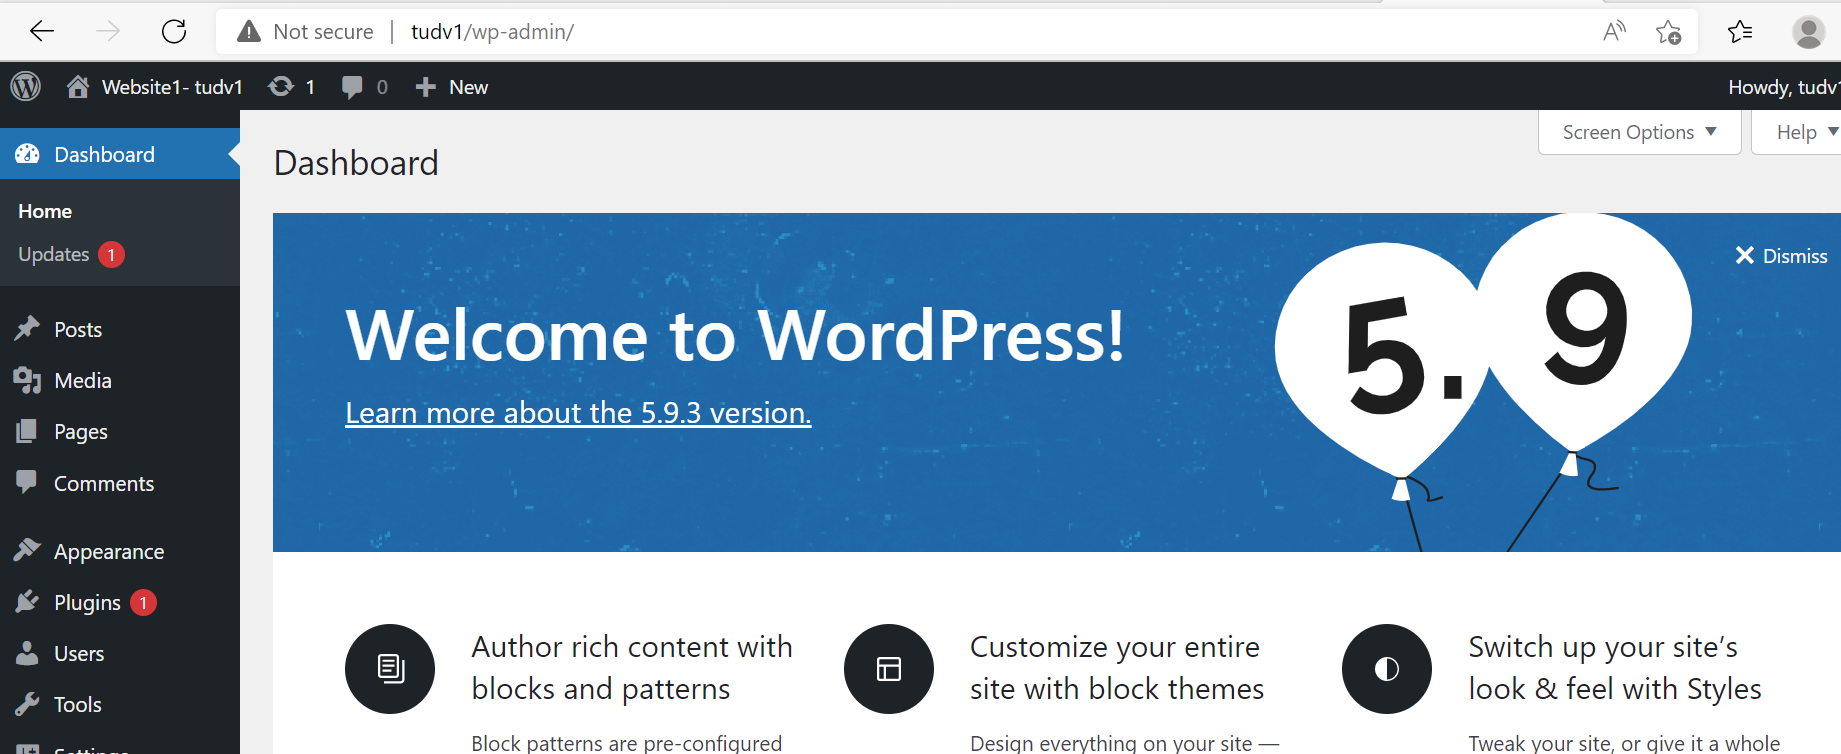 Not secure tudv1/wp-admin/
Website1- tudv1 1 0 New Howdy, tudv1
Screen Options Help
Dashboard
Home
Updates 1
Posts
Media
Pages
Comments
Appearance
Plugins 1
Users
Tools
Settings
Dashboard
Dismiss
Welcome to WordPress!
Learn more about the 5.9.3 version.
5.9
Author rich content with
blocks and patterns
Block patterns are pre-configured
Customize your entire
site with block themes
Design everything on your site —
Switch up your site’s
look & feel with Styles
Tweak your site, or give it a whole